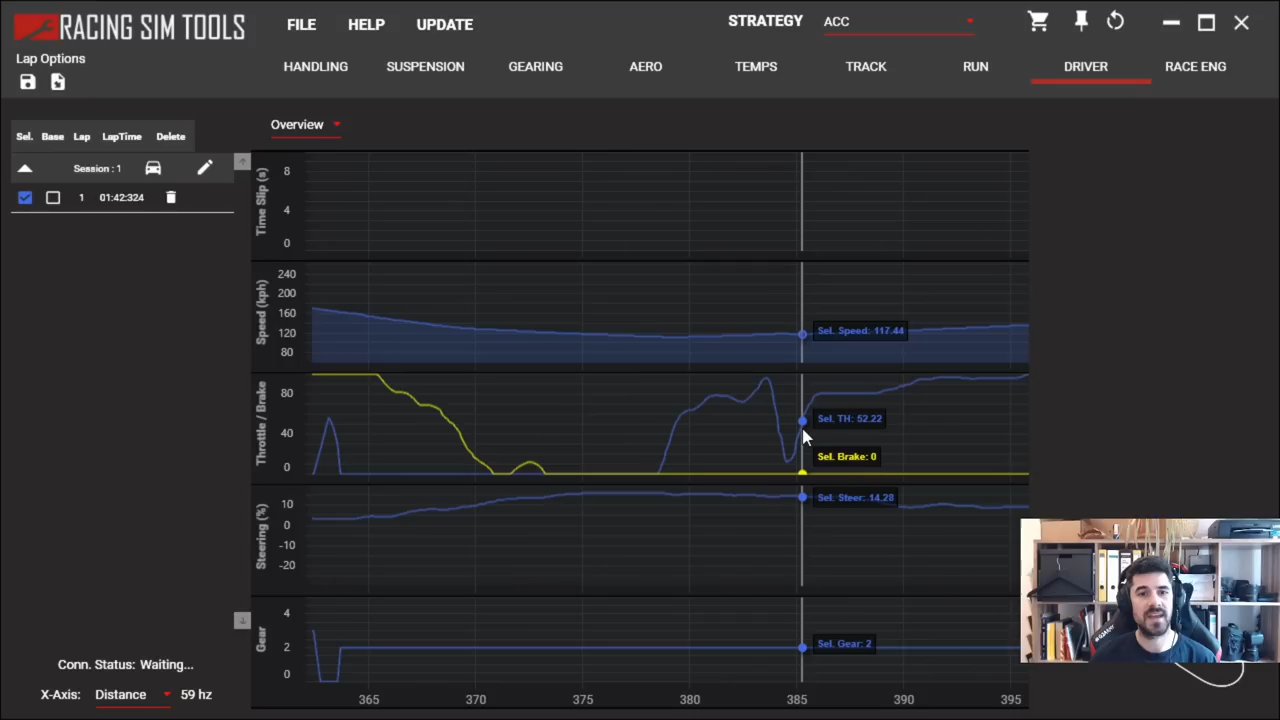 RACING SIM TOOLS
FILE HELP UPDATE
STRATEGY ACC
Lap Options
HANDLING SUSPENSION GEARING AERO TEMPS TRACK RUN DRIVER RACE ENG
Overview
Sel. Base Lap LapTime Delete
Session : 1
1 01:42:324
Time Slip (s)
8
4
0
Speed (kph)
240
200
160
120
80
Sel. Speed: 117.44
Throttle / Brake
80
40
0
Sel. TH: 52.22
Sel. Brake: 0
Steering (%)
10
0
-10
-20
Sel. Steer: 14.28
Gear
4
2
0
Sel. Gear: 2
365 370 375 380 385 390 395
Conn. Status: Waiting...
X-Axis: Distance 59 hz